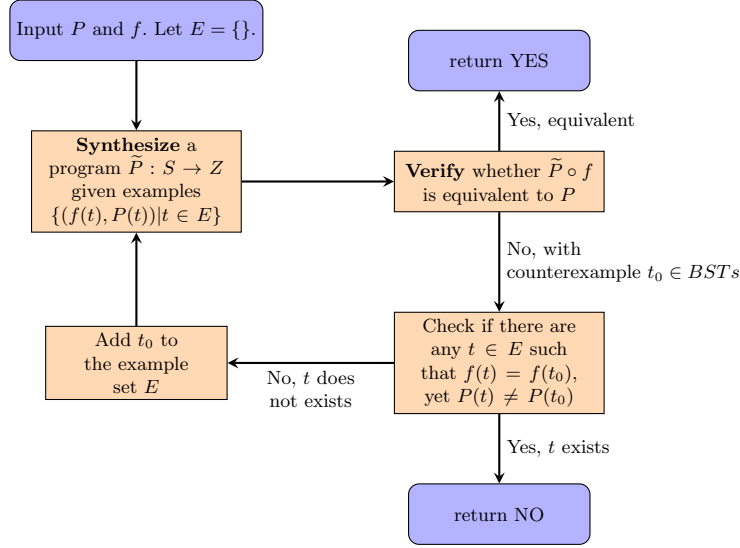 Input P and f. Let E = {}.
return YES
Yes, equivalent
Synthesize a
program P̃ : S → Z
given examples
{(f(t), P(t))|t ∈ E}
Verify whether P̃ ∘ f
is equivalent to P
No, with
counterexample t₀ ∈ BSTs
Add t₀ to
the example
set E
No, t does
not exists
Check if there are
any t ∈ E such
that f(t) = f(t₀),
yet P(t) ≠ P(t₀)
Yes, t exists
return NO